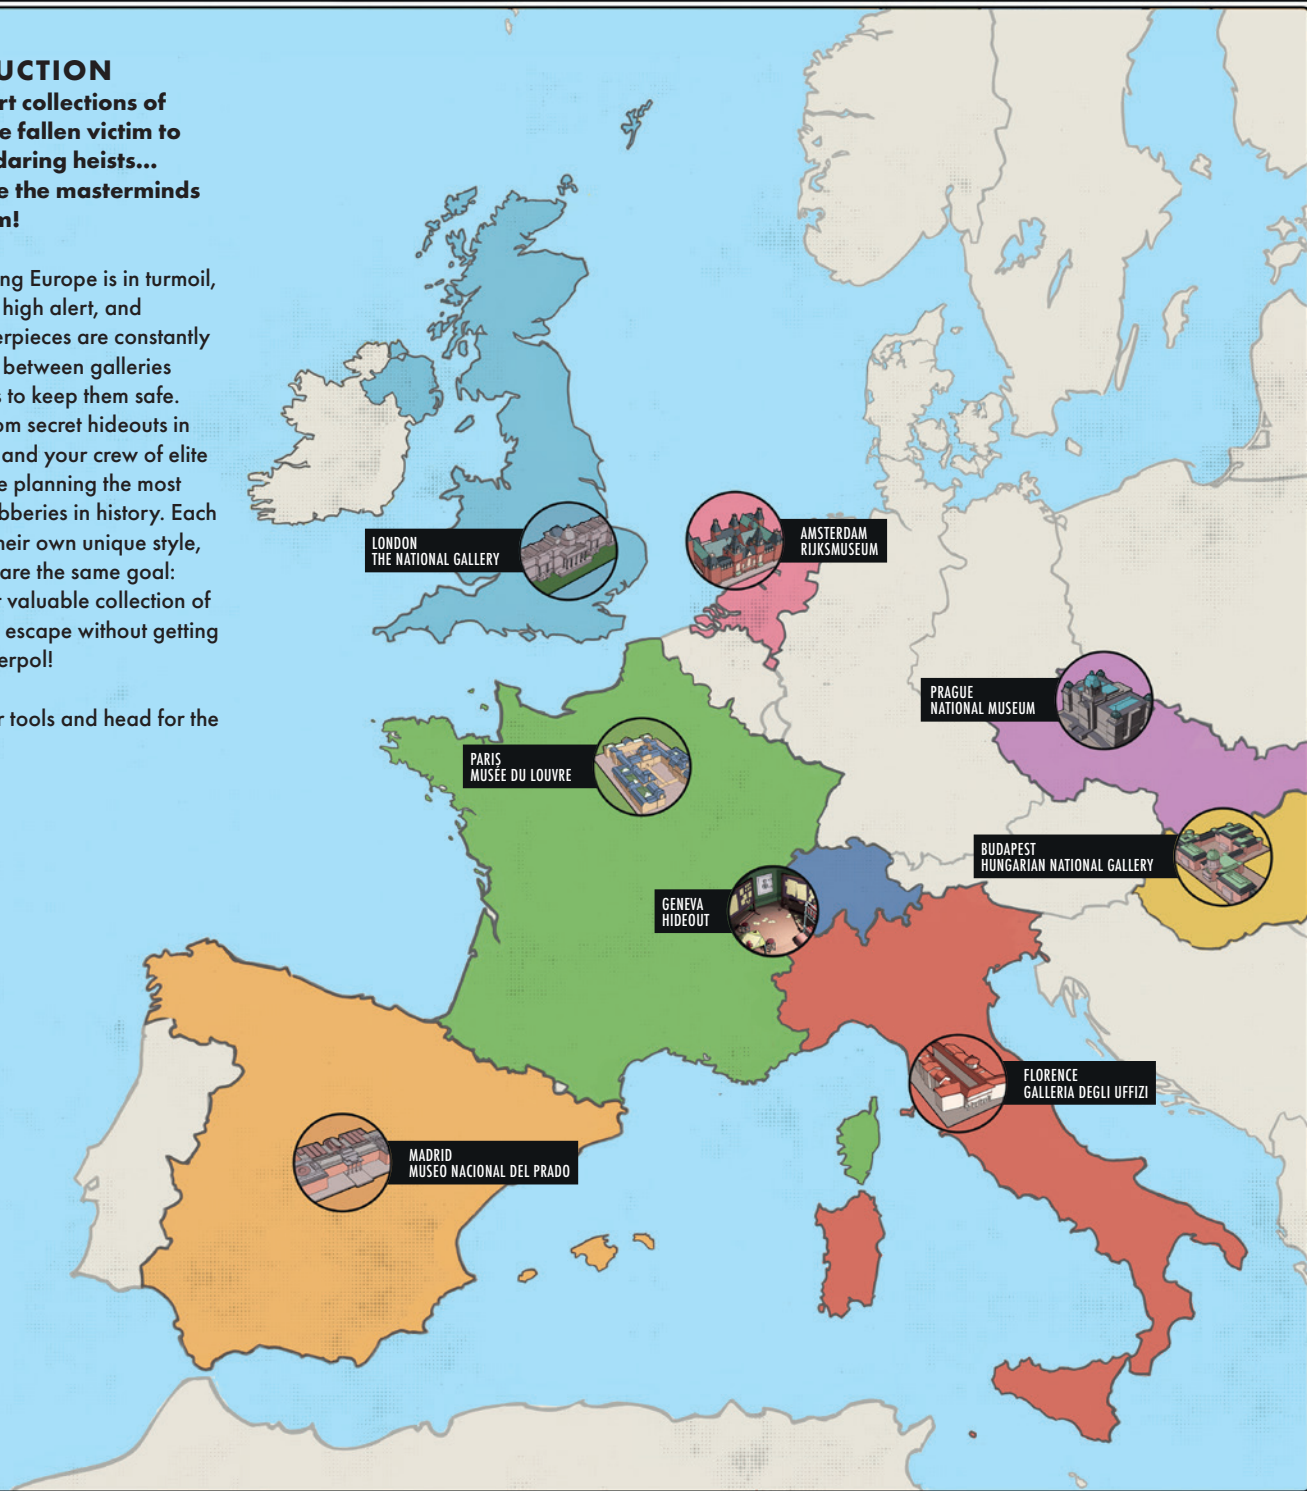 UCTION
rt collections of
e fallen victim to
daring heists...
e the masterminds
m!
ng Europe is in turmoil,
high alert, and
erpieces are constantly
between galleries
s to keep them safe.
om secret hideouts in
and your crew of elite
e planning the most
bberies in history. Each
heir own unique style,
are the same goal:
t valuable collection of
escape without getting
erpol!
r tools and head for the
LONDON
THE NATIONAL GALLERY
AMSTERDAM
RIJKSMUSEUM
PRAGUE
NATIONAL MUSEUM
PARIS
MUSÉE DU LOUVRE
BUDAPEST
HUNGARIAN NATIONAL GALLERY
GENEVA
HIDEOUT
FLORENCE
GALLERIA DEGLI UFFIZI
MADRID
MUSEO NACIONAL DEL PRADO